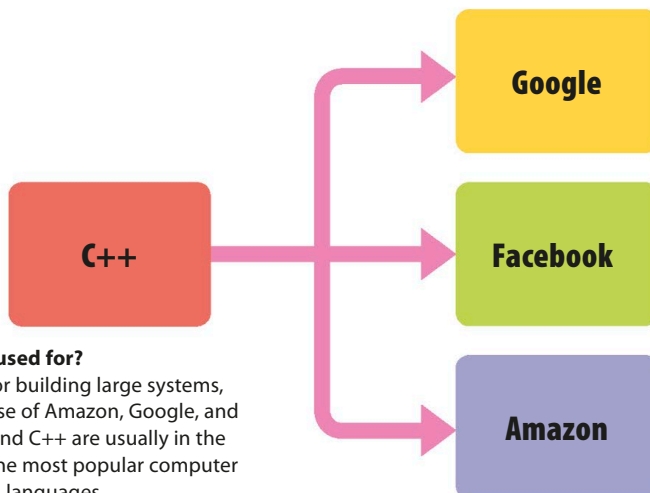 Google
C++
Facebook
used for?
or building large systems,
se of Amazon, Google, and
nd C++ are usually in the
he most popular computer
languages
Amazon